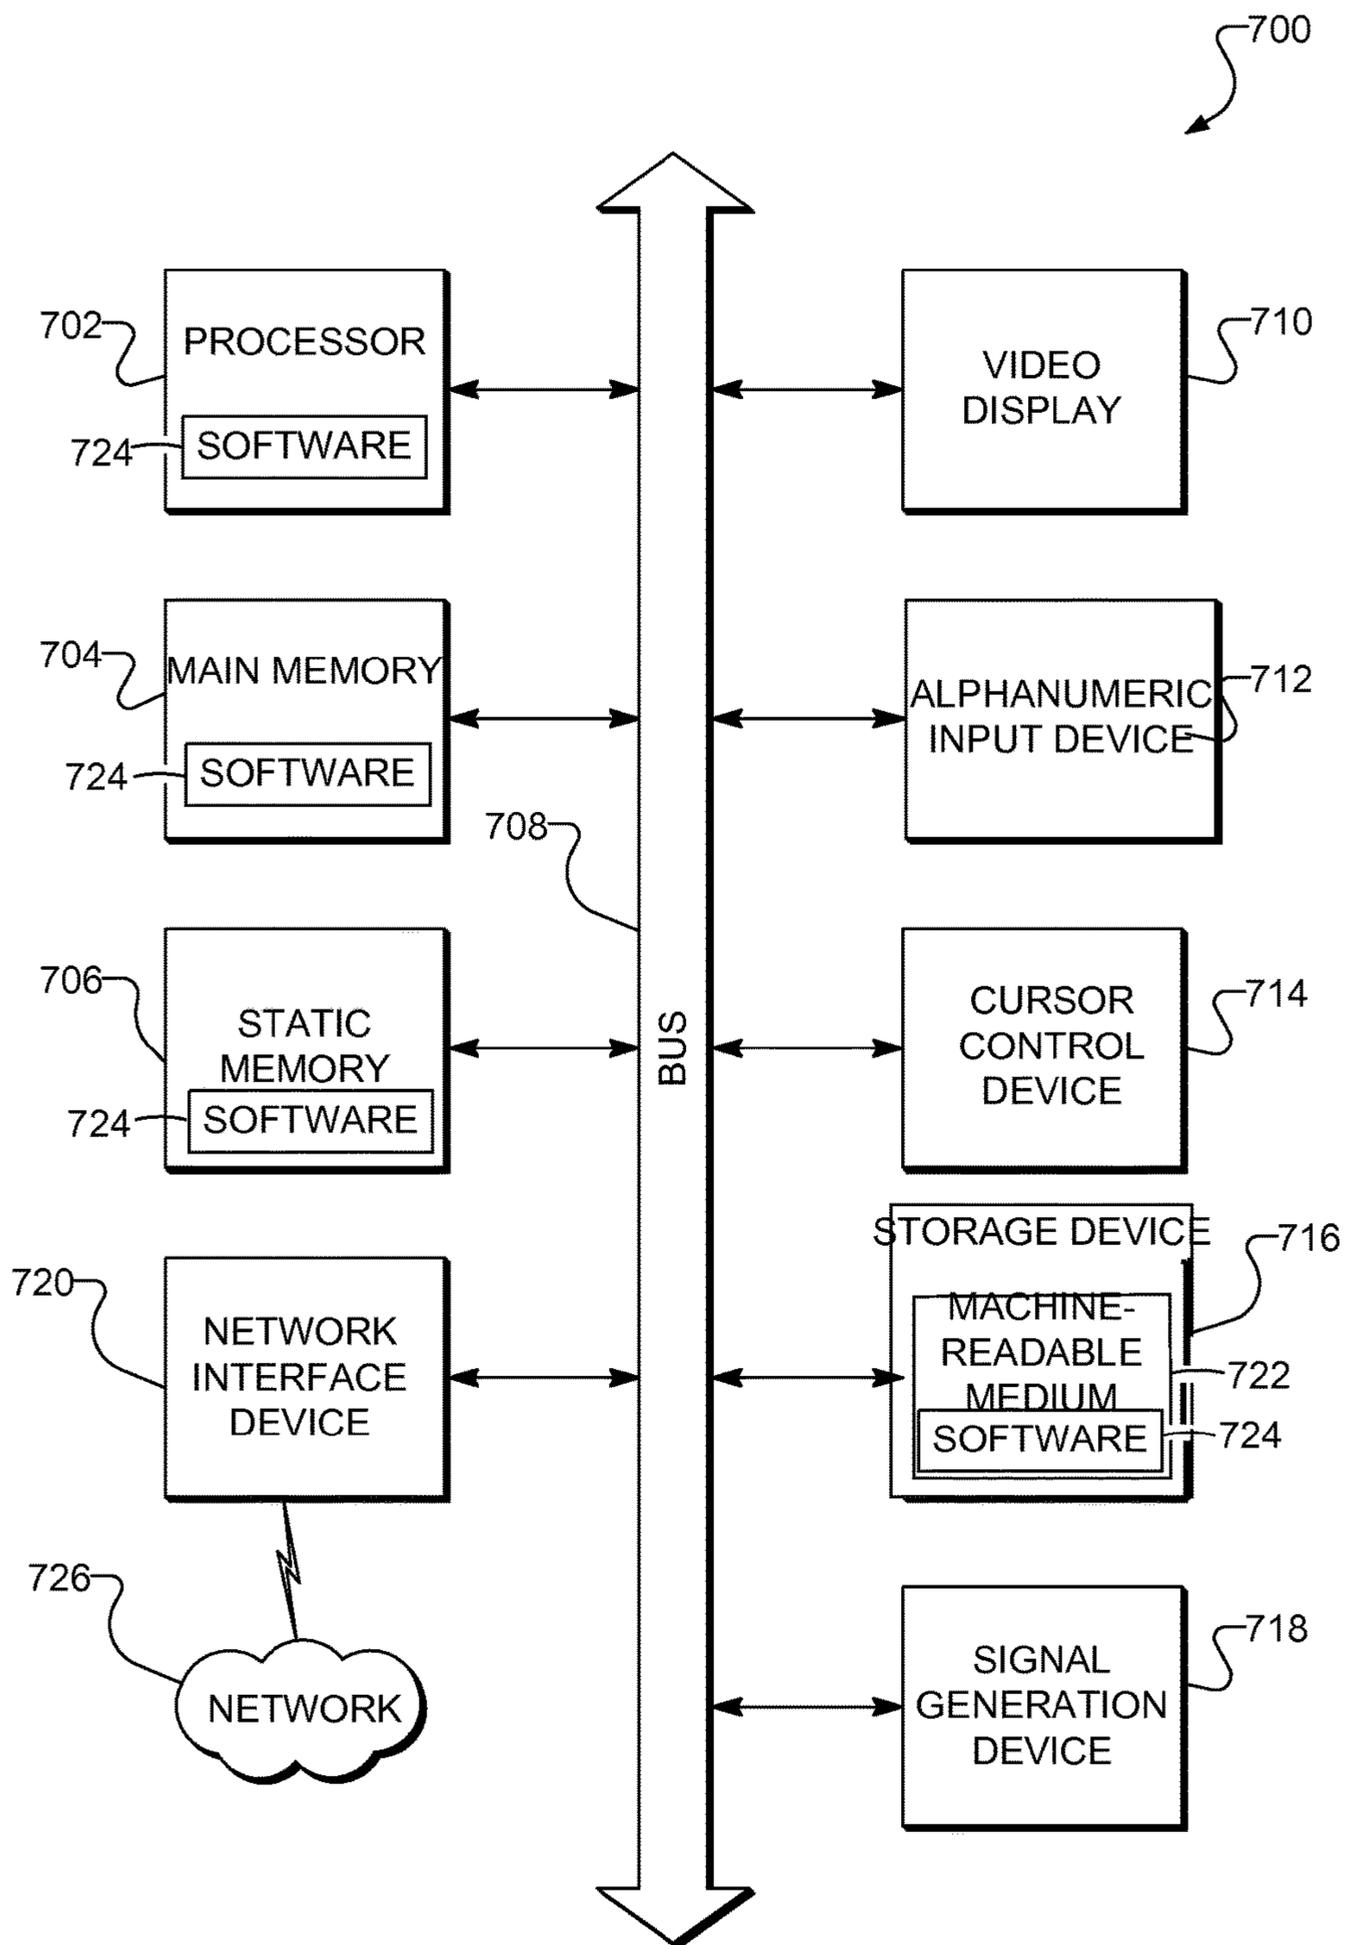 700
702
PROCESSOR
724
SOFTWARE
710
VIDEO
DISPLAY
704
MAIN MEMORY
724
SOFTWARE
712
ALPHANUMERIC
INPUT DEVICE
708
BUS
706
STATIC
MEMORY
724
SOFTWARE
714
CURSOR
CONTROL
DEVICE
720
NETWORK
INTERFACE
DEVICE
STORAGE DEVICE
716
MACHINE-
READABLE
MEDIUM
722
SOFTWARE
724
726
NETWORK
718
SIGNAL
GENERATION
DEVICE